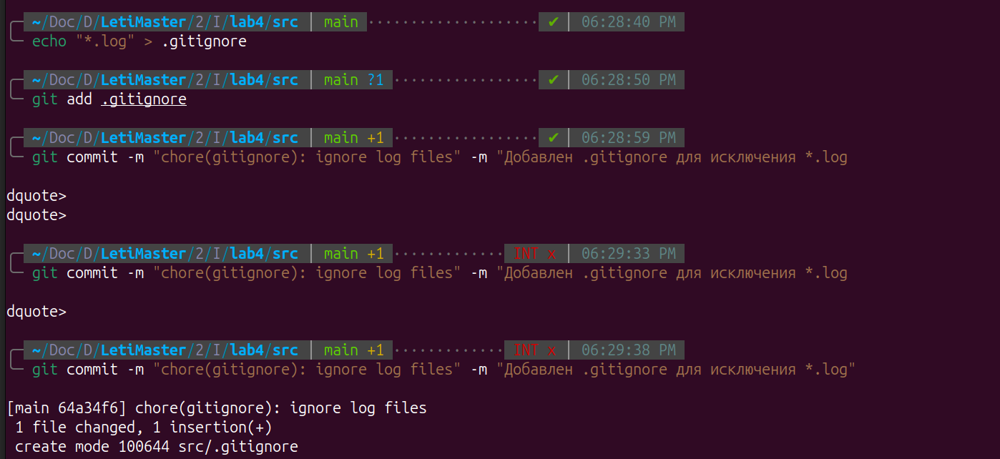 ~/Doc/D/LetiMaster/2/I/lab4/src | main ···················· ✔ | 06:28:40 PM
echo "*.log" > .gitignore
~/Doc/D/LetiMaster/2/I/lab4/src | main ?1 ················· ✔ | 06:28:50 PM
git add .gitignore
~/Doc/D/LetiMaster/2/I/lab4/src | main +1 ················· ✔ | 06:28:59 PM
git commit -m "chore(gitignore): ignore log files" -m "Добавлен .gitignore для исключения *.log
dquote>
dquote>
~/Doc/D/LetiMaster/2/I/lab4/src | main +1 ············· INT x | 06:29:33 PM
git commit -m "chore(gitignore): ignore log files" -m "Добавлен .gitignore для исключения *.log
dquote>
~/Doc/D/LetiMaster/2/I/lab4/src | main +1 ············· INT x | 06:29:38 PM
git commit -m "chore(gitignore): ignore log files" -m "Добавлен .gitignore для исключения *.log"
[main 64a34f6] chore(gitignore): ignore log files
1 file changed, 1 insertion(+)
create mode 100644 src/.gitignore